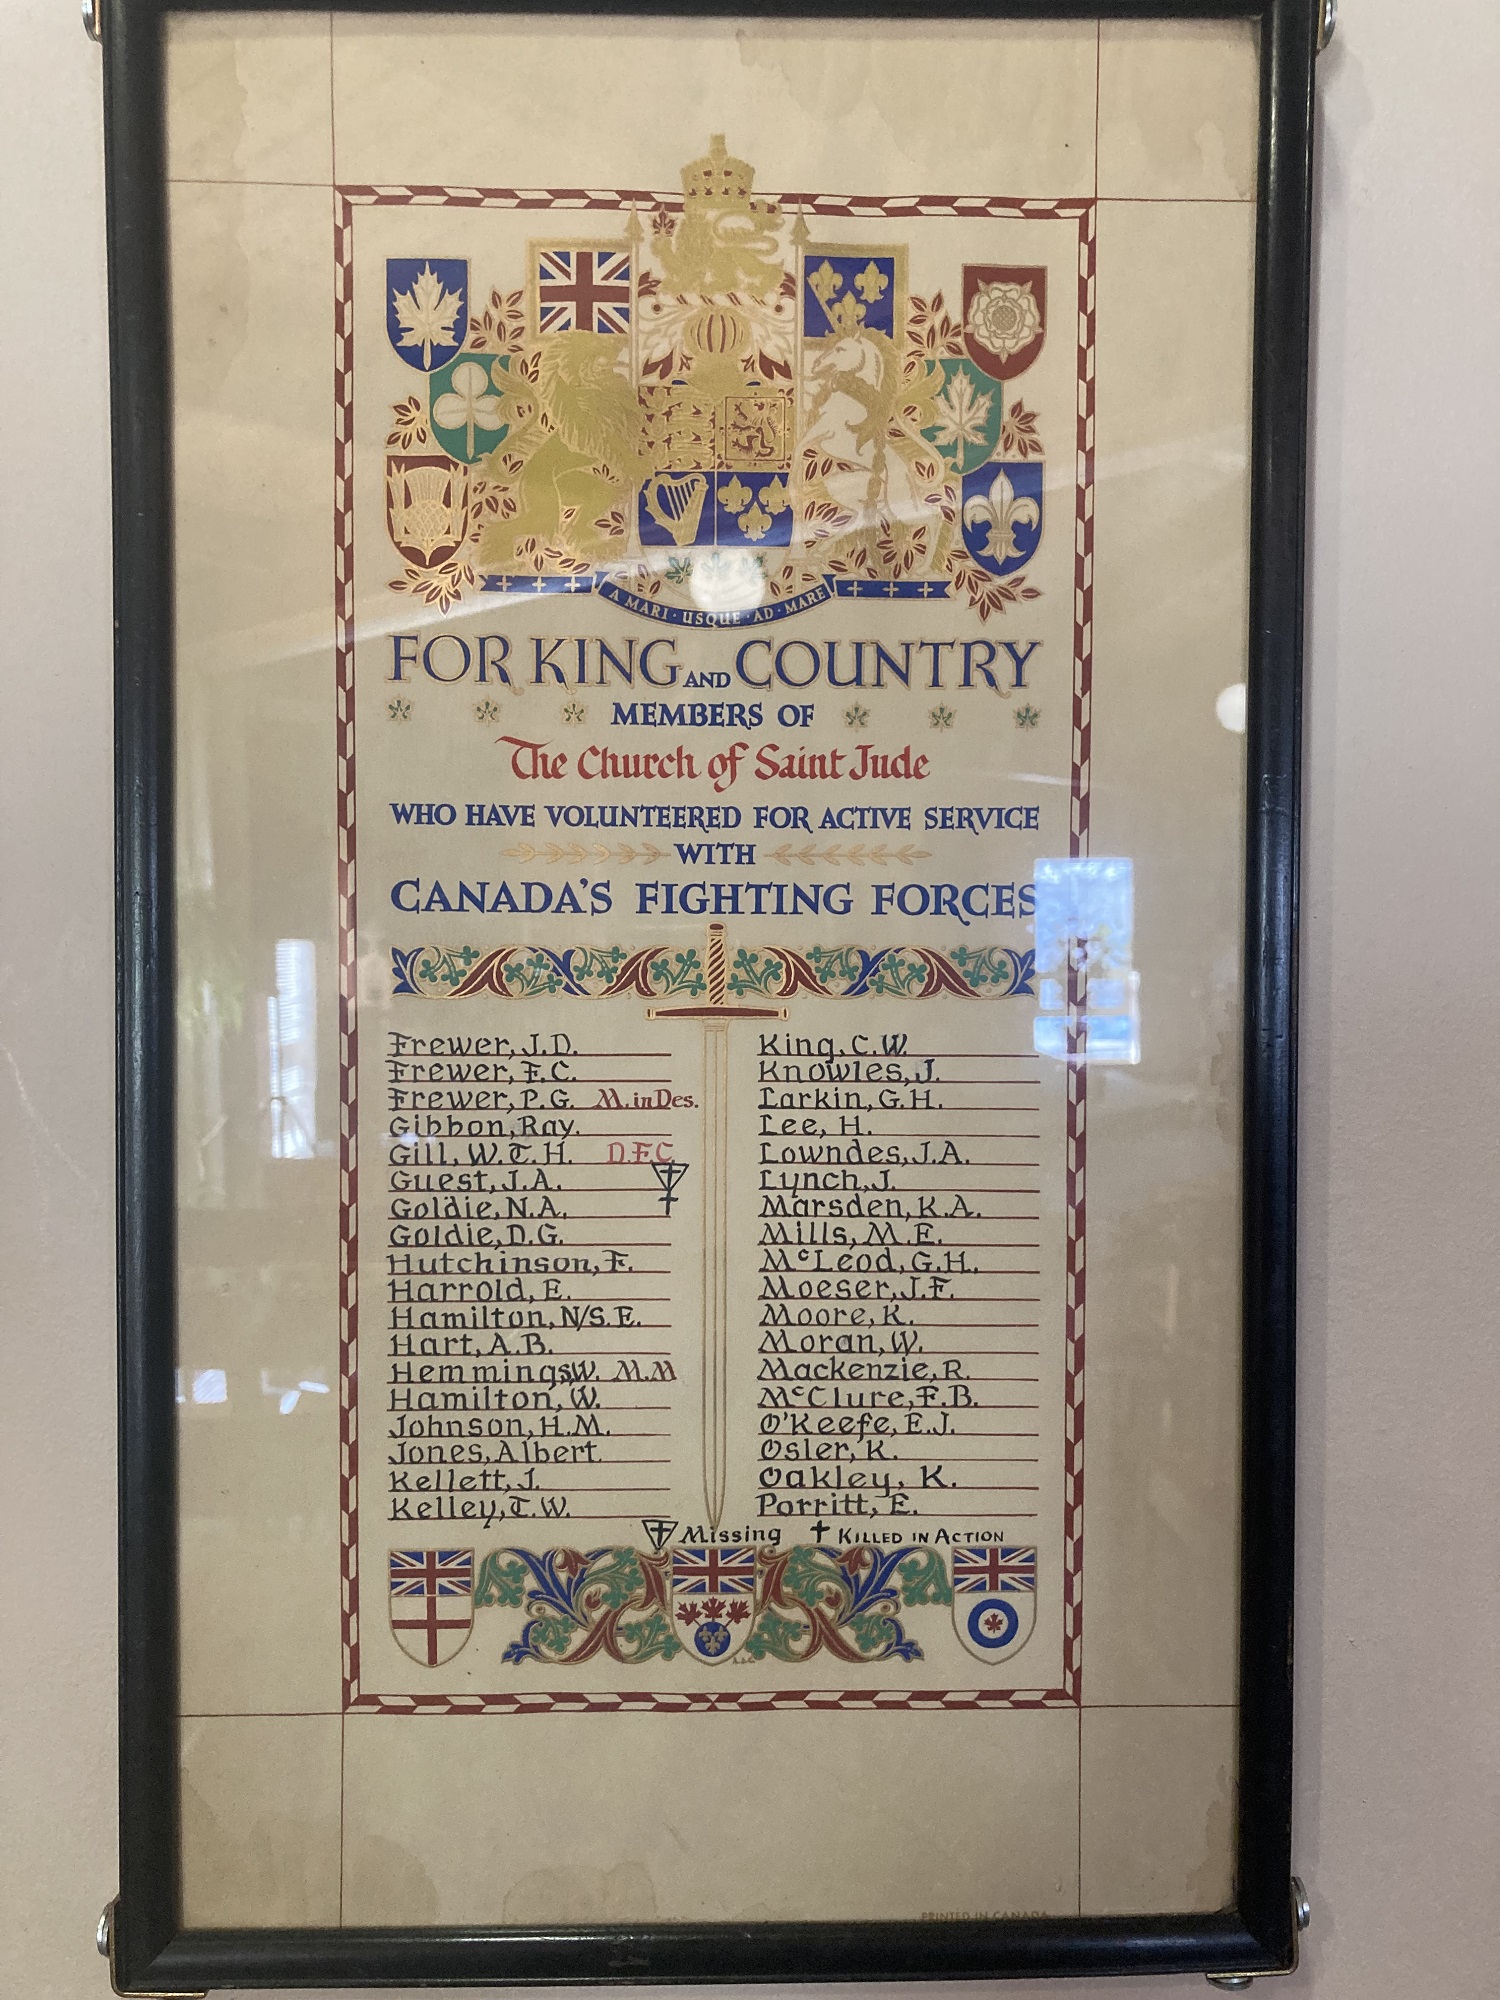 A MARI · USQUE · AD · MARE
FOR KING AND COUNTRY
MEMBERS OF
The Church of Saint Jude
WHO HAVE VOLUNTEERED FOR ACTIVE SERVICE
WITH
CANADA'S FIGHTING FORCES
Frewer, J.D.
Frewer, F.C.
Frewer, P.G. M. in Des.
Gibbon, Ray.
Gill, W.T.H. D.F.C.
Guest, J.A.
Goldie, N.A.
Goldie, D.G.
Hutchinson, F.
Harrold, E.
Hamilton, N/S.E.
Hart, A.B.
Hemmings, W. M.M
Hamilton, W.
Johnson, H.M.
Jones, Albert.
Kellett, J.
Kelley, T.W.
King, C.W.
Knowles, J.
Larkin, G.H.
Lee, H.
Lowndes, J.A.
Lynch, J.
Marsden, K.A.
Mills, M.E.
McLeod, G.H.
Moeser, J.F.
Moore, K.
Moran, W.
Mackenzie, R.
McClure, F.B.
O'Keefe, E.J.
Osler, K.
Oakley, K.
Porritt, E.
Missing † KILLED IN ACTION
PRINTED IN CANADA